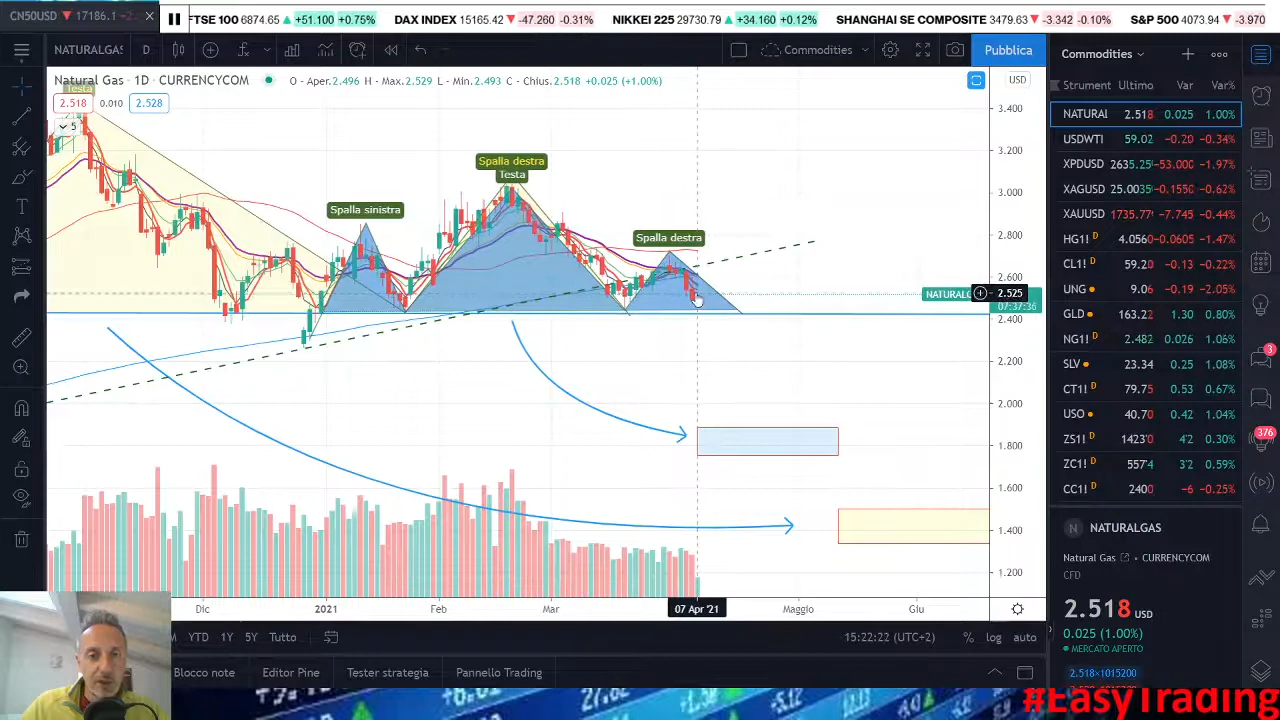 CN50USD ▼ 17186.1 −
FTSE 100 6874.65 ▲ +51.100 +0.75% DAX INDEX 15165.42 ▼ -47.260 -0.31% NIKKEI 225 29730.79 ▲ +34.160 +0.12% SHANGHAI SE COMPOSITE 3479.63 ▼ -3.342 -0.10% S&P 500 4073.94 ▼ -3.970
NATURALGAS D Commodities Pubblica
Commodities
Natural Gas · 1D · CURRENCYCOM O - Aper.2.496 H - Max.2.529 L - Min.2.493 C - Chius.2.518 +0.025 (+1.00%)
USD
Strument Ultimo Var Var%
Testa
2.518 0.010 2.528
5
Spalla sinistra
Spalla destra
Testa
Spalla destra
3.400
3.200
3.000
2.800
2.600
NATURALG 2.525
07:37:36
2.400
2.200
2.000
1.800
1.600
1.400
1.200
NATURAl 2.518 0.025 1.00%
USDWTI 59.02 −0.20 −0.34%
XPDUSD 2635.25 −53.000 −1.97%
XAGUSD 25.0035 −0.1550 −0.62%
XAUUSD 1735.77 −7.745 −0.44%
HG1! D 4.0560 −0.0605 −1.47%
CL1! D 59.20 −0.13 −0.22%
UNG 9.06 −0.19 −2.05%
GLD 163.22 1.30 0.80%
NG1! D 2.482 0.026 1.06%
SLV 23.34 0.25 1.08%
CT1! D 79.75 0.53 0.67%
USO 40.70 0.42 1.04%
ZS1! D 1423'0 4'2 0.30%
ZC1! D 557'4 3'2 0.59%
CC1! D 2400 −6 −0.25%
3
376
N NATURALGAS
Natural Gas · CURRENCYCOM
CFD
2.518 USD
0.025 (1.00%)
MERCATO APERTO
2.518×1015200
Dic 2021 Feb Mar 07 Apr '21 Maggio Giu
YTD 1Y 5Y Tutto 15:22:22 (UTC+2) % log auto
Blocco note Editor Pine Tester strategia Pannello Trading
#EasyTrading